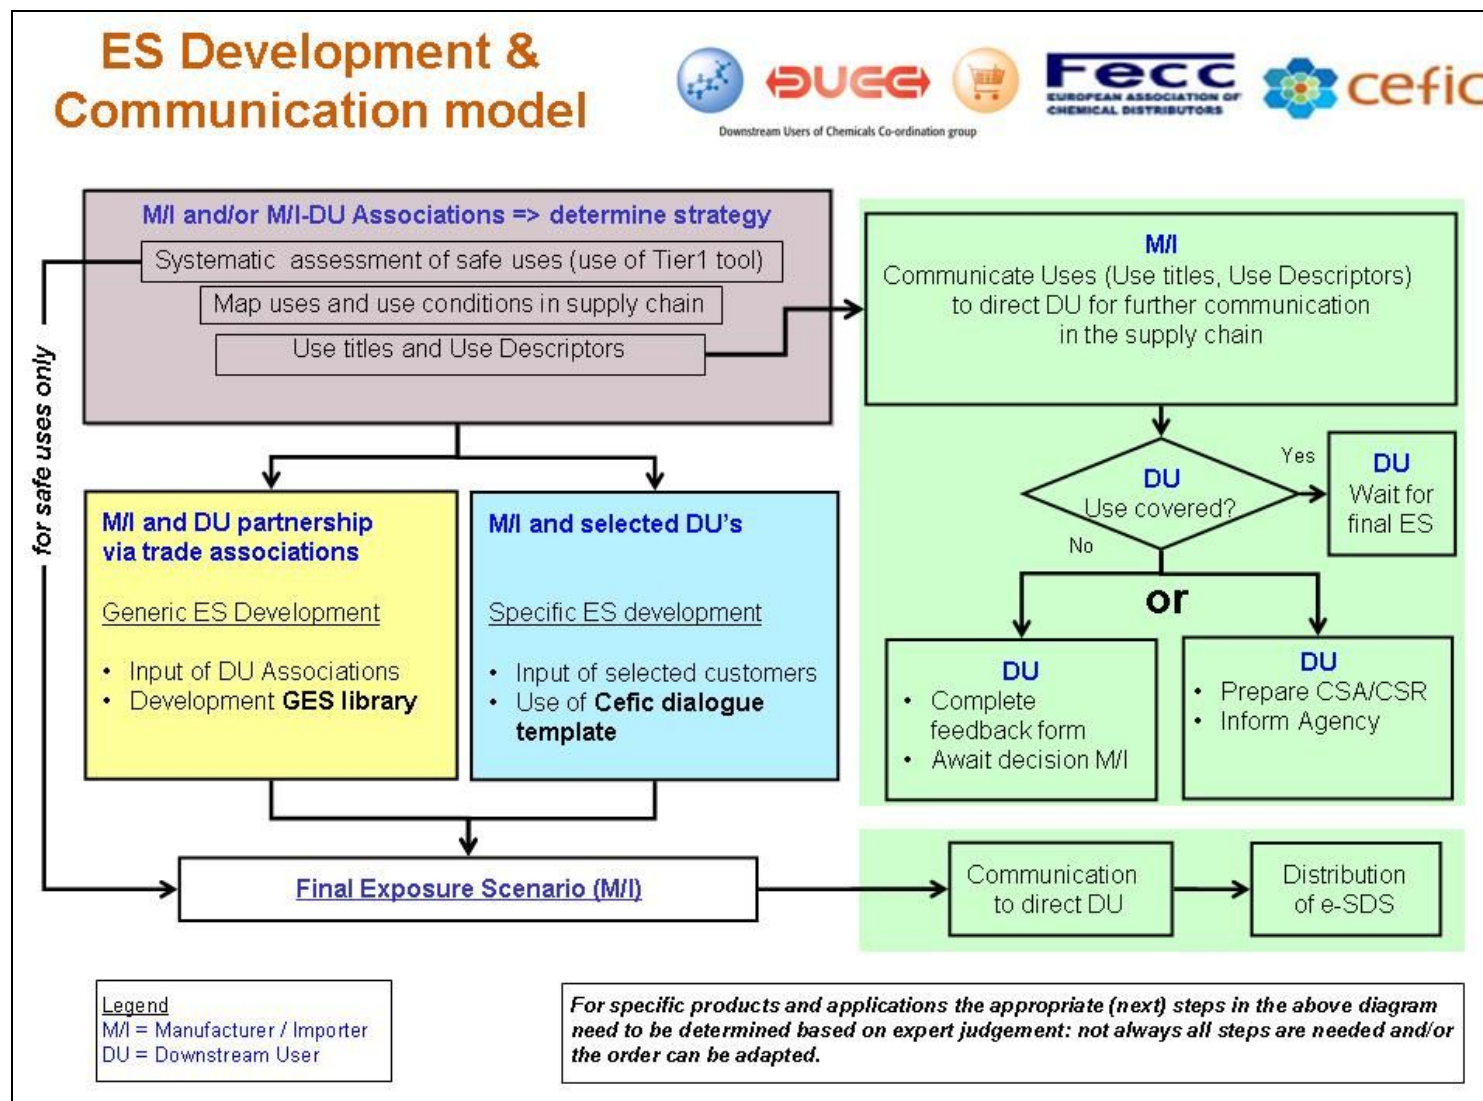 ES Development &
Communication model
DUCC
Downstream Users of Chemicals Co-ordination group
Fecc
EUROPEAN ASSOCIATION OF
CHEMICAL DISTRIBUTORS
cefic
M/I and/or M/I-DU Associations => determine strategy
Systematic assessment of safe uses (use of Tier1 tool)
Map uses and use conditions in supply chain
Use titles and Use Descriptors
for safe uses only
M/I
Communicate Uses (Use titles, Use Descriptors)
to direct DU for further communication
in the supply chain
DU
Use covered?
Yes
No
DU
Wait for
final ES
or
DU
• Complete
feedback form
• Await decision M/I
DU
• Prepare CSA/CSR
• Inform Agency
M/I and DU partnership
via trade associations
Generic ES Development
• Input of DU Associations
• Development GES library
M/I and selected DU's
Specific ES development
• Input of selected customers
• Use of Cefic dialogue
template
Final Exposure Scenario (M/I)
Communication
to direct DU
Distribution
of e-SDS
Legend
M/I = Manufacturer / Importer
DU = Downstream User
For specific products and applications the appropriate (next) steps in the above diagram
need to be determined based on expert judgement: not always all steps are needed and/or
the order can be adapted.